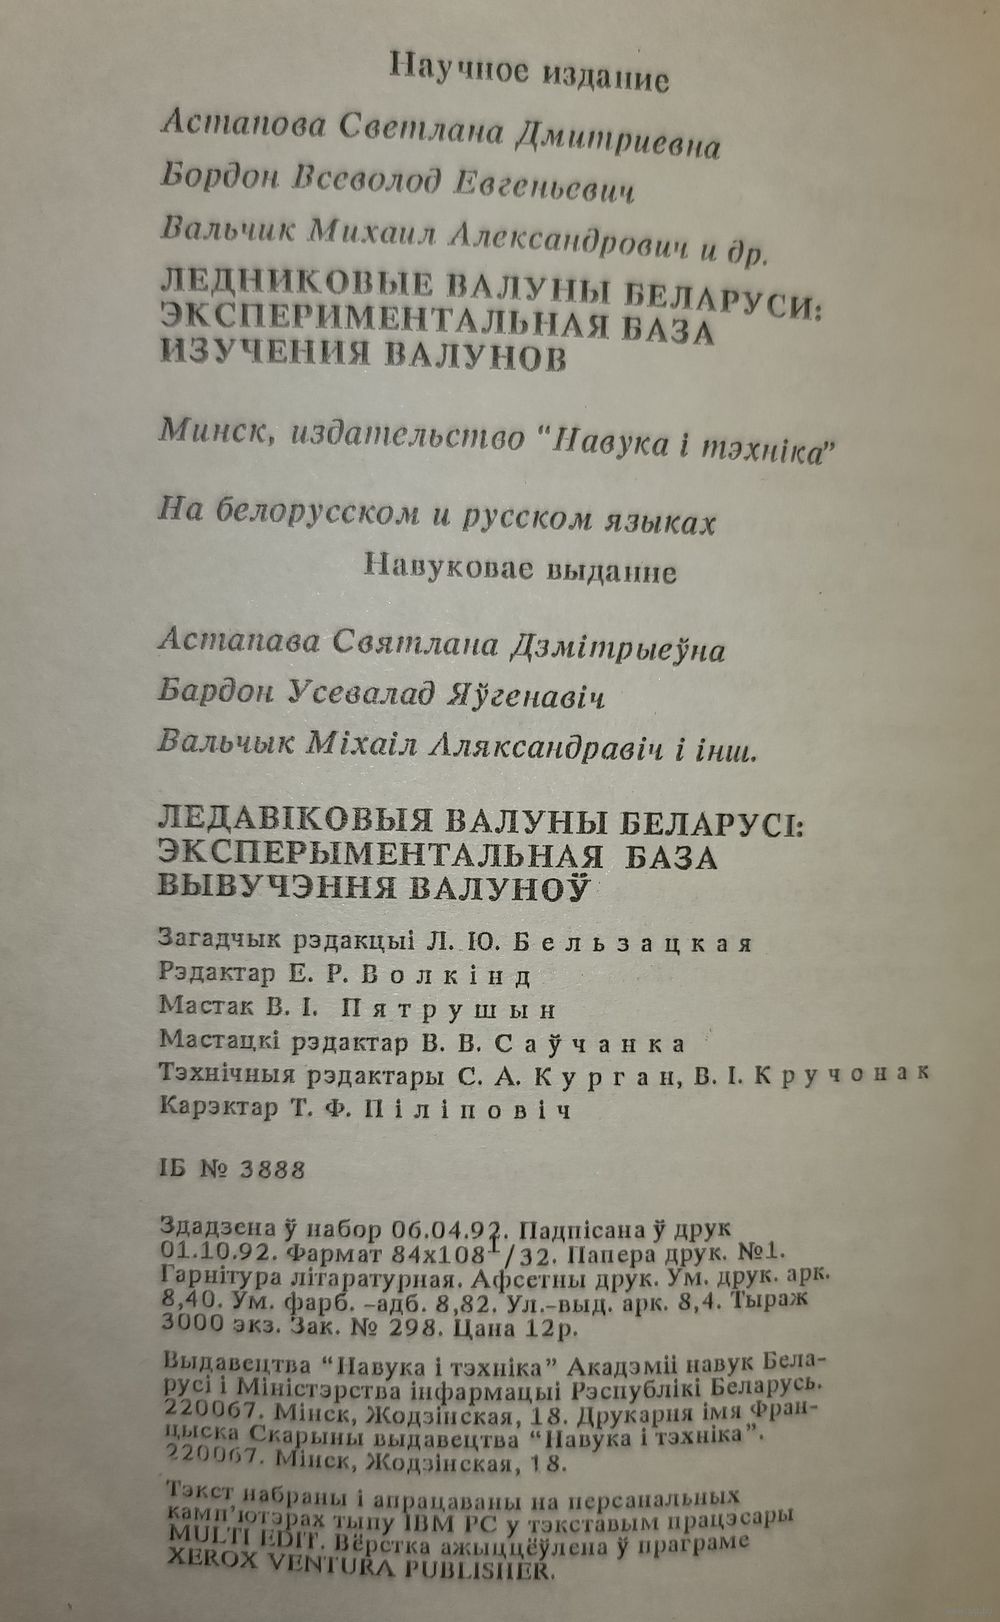 Научное издание
Астапова Светлана Дмитриевна
Бордон Всеволод Евгеньевич
Вальчик Михаил Александрович и др.
ЛЕДНИКОВЫЕ ВАЛУНЫ БЕЛАРУСИ:
ЭКСПЕРИМЕНТАЛЬНАЯ БАЗА
ИЗУЧЕНИЯ ВАЛУНОВ
Минск, издательство "Навука і тэхніка"
На белорусском и русском языках
Навуковае выданне
Астапава Святлана Дзмітрыеўна
Бардон Усевалад Яўгенавіч
Вальчык Міхаіл Аляксандравіч і інш.
ЛЕДАВІКОВЫЯ ВАЛУНЫ БЕЛАРУСІ:
ЭКСПЕРЫМЕНТАЛЬНАЯ БАЗА
ВЫВУЧЭННЯ ВАЛУНОЎ
Загадчык рэдакцыі Л. Ю. Бельзацкая
Рэдактар Е. Р. Волкінд
Мастак В. І. Пятрушын
Мастацкі рэдактар В. В. Саўчанка
Тэхнічныя рэдактары С. А. Курган, В. І. Кручонак
Карэктар Т. Ф. Піліповіч
ІБ № 3888
Здадзена ў набор 06.04.92. Падпісана ў друк
01.10.92. Фармат 84х108 1/32. Папера друк. №1.
Гарнітура літаратурная. Афсетны друк. Ум. друк. арк.
8,40. Ум. фарб. -адб. 8,82. Ул.-выд. арк. 8,4. Тыраж
3000 экз. Зак. № 298. Цана 12р.
Выдавецтва "Навука і тэхніка" Акадэміі навук Бела-
русі і Міністэрства інфармацыі Рэспублікі Беларусь.
220067. Мінск, Жодзінская, 18. Друкарня імя Фран-
цыска Скарыны выдавецтва "Навука і тэхніка".
220067. Мінск, Жодзінская, 18.
Тэкст набраны і апрацаваны на персанальных
камп'ютэрах тыпу IBM PC у тэкставым працэсары
MULTI EDIT. Вёрстка ажыццёўлена ў праграме
XEROX VENTURA PUBLISHER.